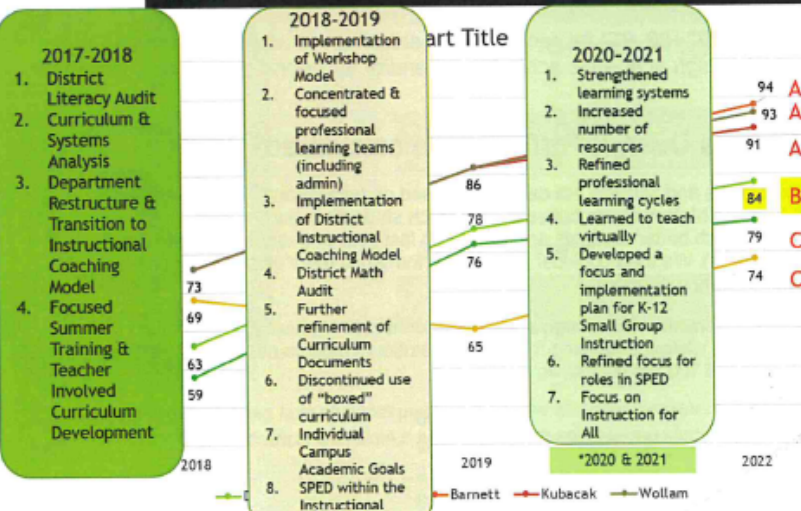 2017-2018
1. District
Literacy Audit
2. Curriculum &
Systems
Analysis
3. Department
Restructure &
Transition to
Instructional
Coaching
Model
4. Focused
Summer
Training &
Teacher
Involved
Curriculum
Development
2018-2019
1. Implementation
of Workshop
Model
2. Concentrated &
focused
professional
learning teams
(including
admin)
3. Implementation
of District
Instructional
Coaching Model
4. District Math
Audit
5. Further
refinement of
Curriculum
Documents
6. Discontinued use
of "boxed"
curriculum
7. Individual
Campus
Academic Goals
8. SPED within the
Instructional
art Title
2020-2021
1. Strengthened
learning systems
2. Increased
number of
resources
3. Refined
professional
learning cycles
4. Learned to teach
virtually
5. Developed a
focus and
implementation
plan for K-12
Small Group
Instruction
6. Refined focus for
roles in SPED
7. Focus on
Instruction for
All
*2020 & 2021
73
69
63
59
86
78
76
65
94 A
93 A
91 A
84 B
79 C
74 C
2018
2019
2022
Barnett
Kubacak
Wollam